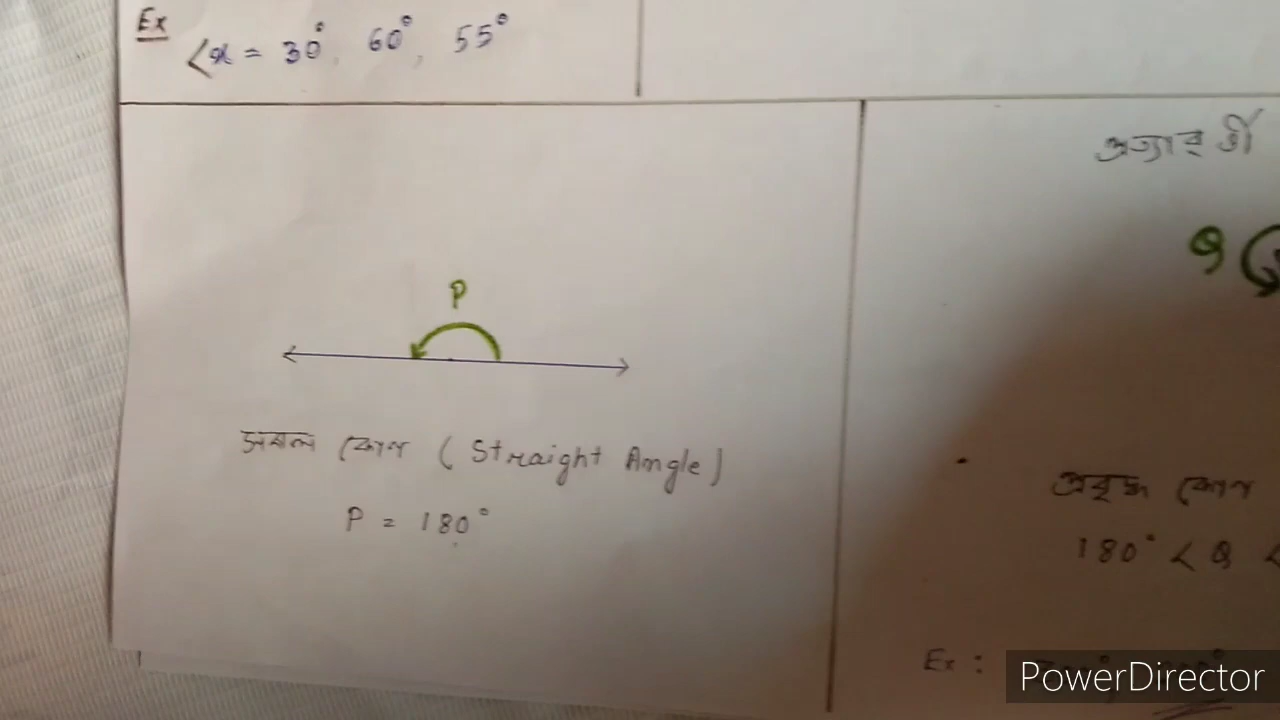 Ex
<x = 30°, 60°, 55°
P
সরল কোণ ( Straight Angle )
P = 180°
প্রবৃদ্ধ কোণ
180° < Q <
Ex :
PowerDirector